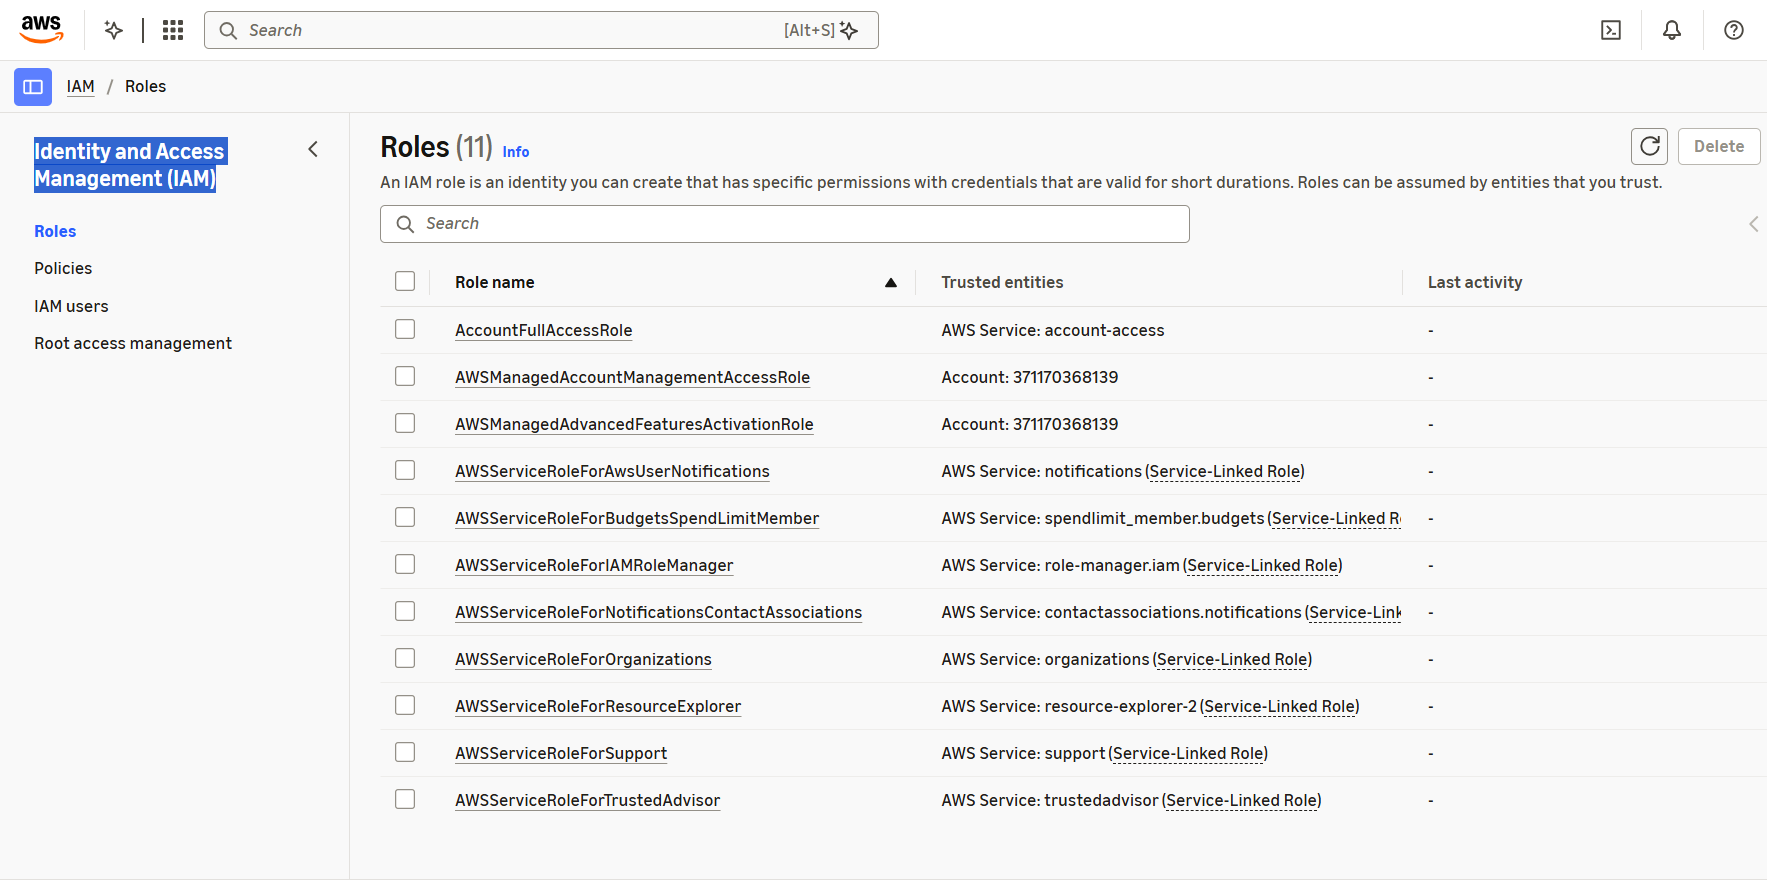 aws
Search [Alt+S]
IAM / Roles
Identity and Access
Management (IAM)
Roles
Policies
IAM users
Root access management
Roles (11) Info
Delete
An IAM role is an identity you can create that has specific permissions with credentials that are valid for short durations. Roles can be assumed by entities that you trust.
Search
Role name Trusted entities Last activity
AccountFullAccessRole AWS Service: account-access -
AWSManagedAccountManagementAccessRole Account: 371170368139 -
AWSManagedAdvancedFeaturesActivationRole Account: 371170368139 -
AWSServiceRoleForAwsUserNotifications AWS Service: notifications (Service-Linked Role) -
AWSServiceRoleForBudgetsSpendLimitMember AWS Service: spendlimit_member.budgets (Service-Linked R -
AWSServiceRoleForIAMRoleManager AWS Service: role-manager.iam (Service-Linked Role) -
AWSServiceRoleForNotificationsContactAssociations AWS Service: contactassociations.notifications (Service-Link -
AWSServiceRoleForOrganizations AWS Service: organizations (Service-Linked Role) -
AWSServiceRoleForResourceExplorer AWS Service: resource-explorer-2 (Service-Linked Role) -
AWSServiceRoleForSupport AWS Service: support (Service-Linked Role) -
AWSServiceRoleForTrustedAdvisor AWS Service: trustedadvisor (Service-Linked Role) -